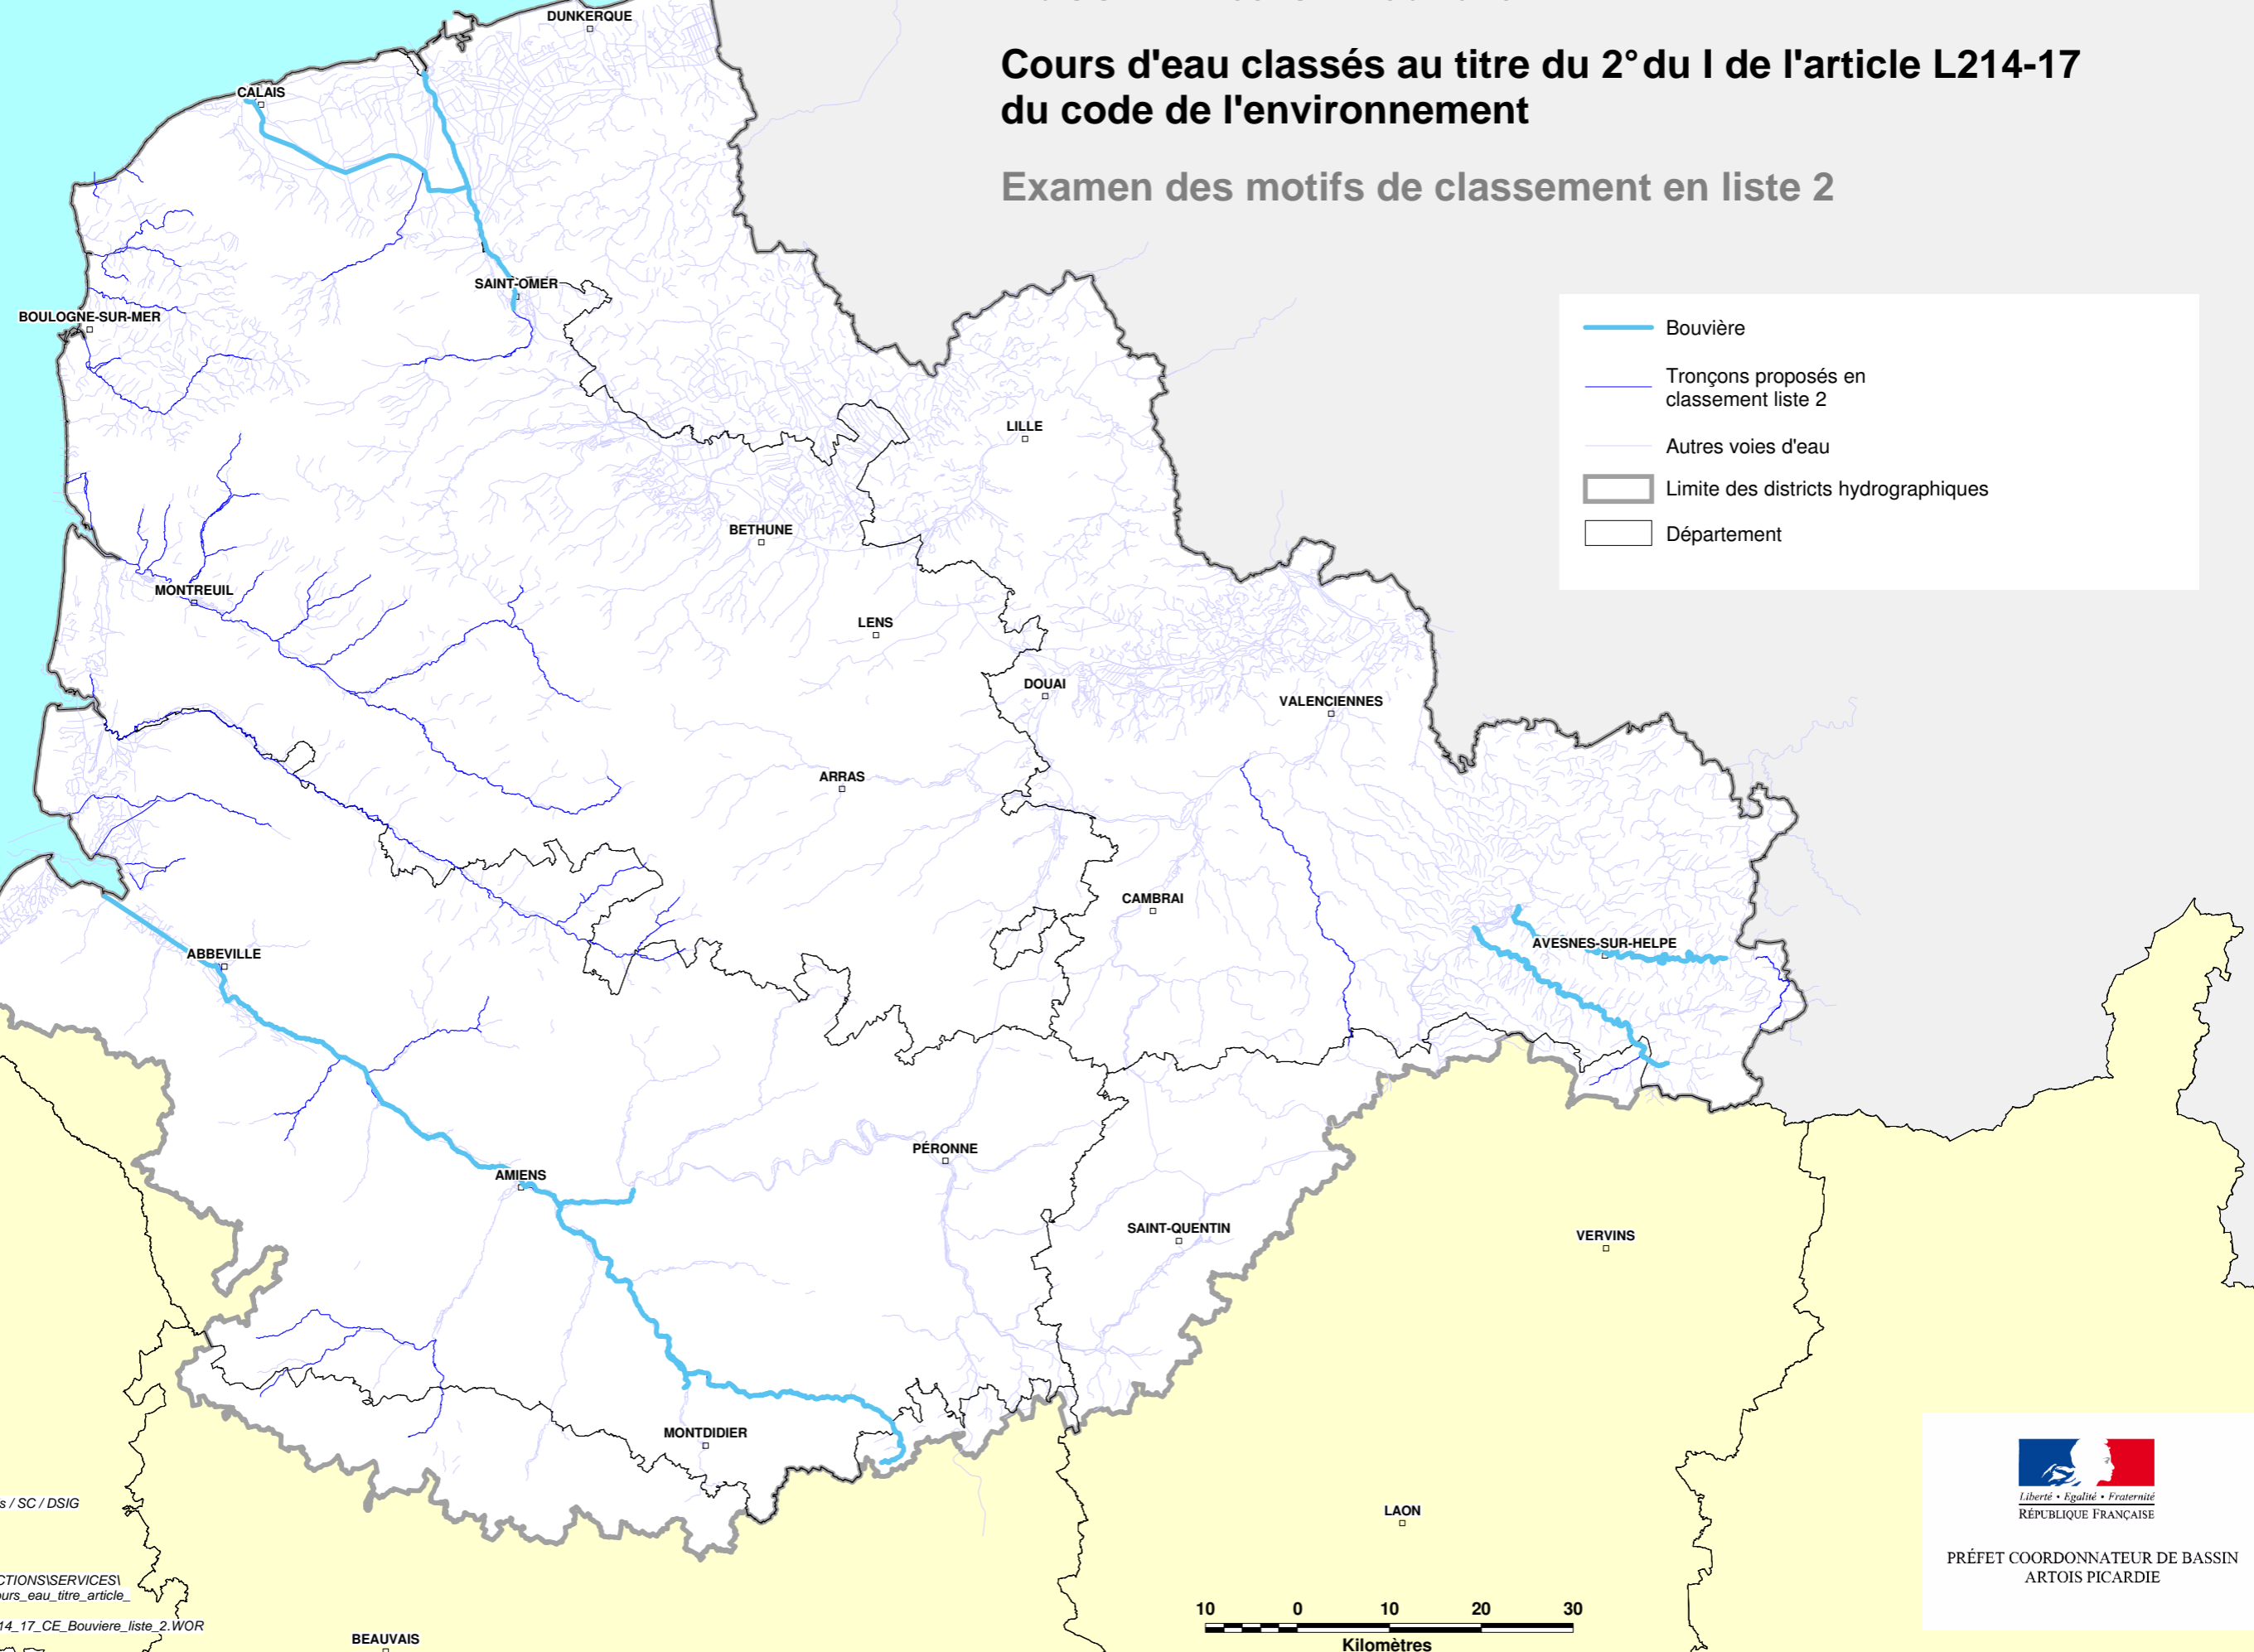 Cours d'eau classés au titre du 2° du I de l'article L214-17
du code de l'environnement
Examen des motifs de classement en liste 2
Bouvière
Tronçons proposés en
classement liste 2
Autres voies d'eau
Limite des districts hydrographiques
Département
DUNKERQUE
CALAIS
SAINT-OMER
BOULOGNE-SUR-MER
LILLE
BETHUNE
MONTREUIL
LENS
DOUAI
VALENCIENNES
ARRAS
CAMBRAI
AVESNES-SUR-HELPE
ABBEVILLE
PÉRONNE
AMIENS
SAINT-QUENTIN
VERVINS
MONTDIDIER
LAON
BEAUVAIS
s / SC / DSIG
CTIONS\SERVICES\
ours_eau_titre_article_
14_17_CE_Bouviere_liste_2.WOR
10 0 10 20 30
Kilomètres
Liberté • Egalité • Fraternité
RÉPUBLIQUE FRANÇAISE
PRÉFET COORDONNATEUR DE BASSIN
ARTOIS PICARDIE